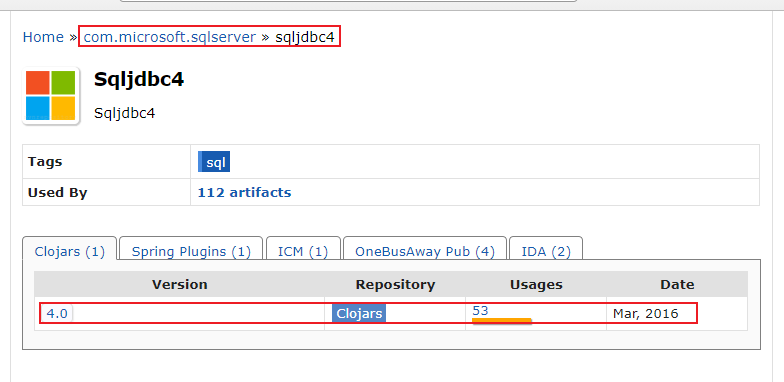 Home » com.microsoft.sqlserver » sqljdbc4
Sqljdbc4
Sqljdbc4
Tags sql
Used By 112 artifacts
Clojars (1) Spring Plugins (1) ICM (1) OneBusAway Pub (4) IDA (2)
Version Repository Usages Date
4.0 Clojars 53 Mar, 2016